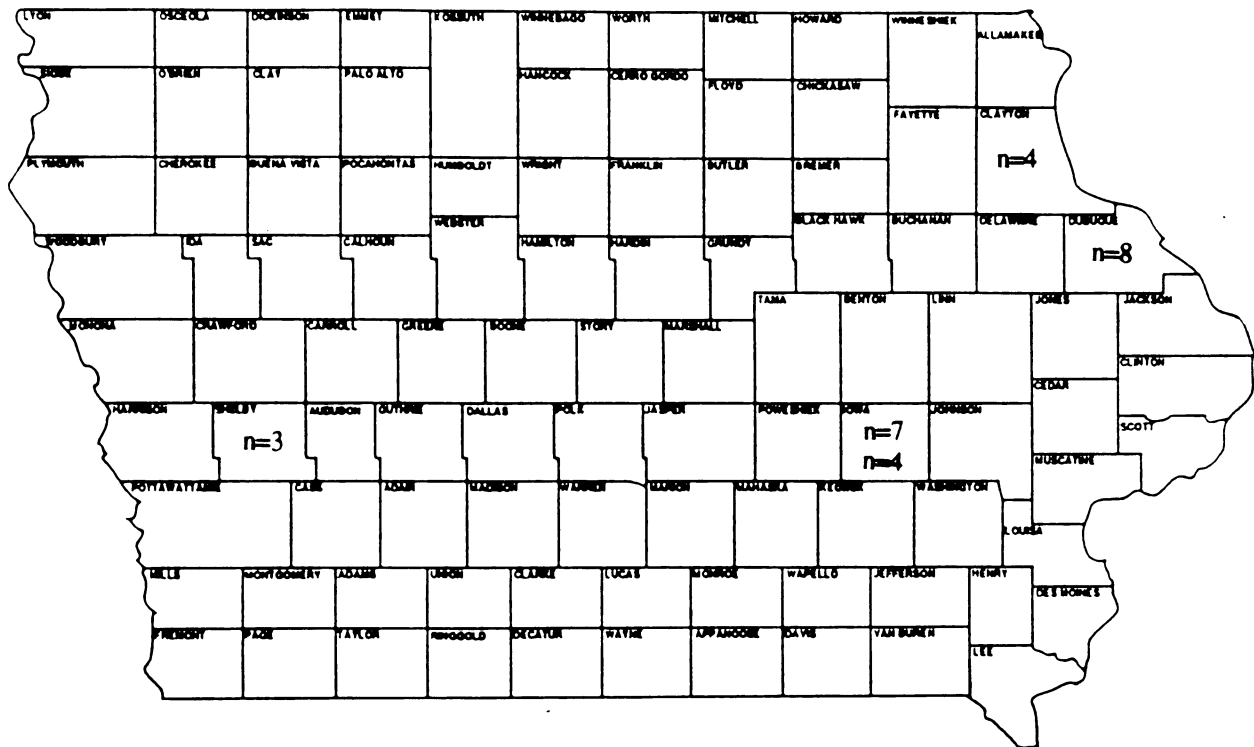 LYON OSCEOLA DICKINSON EMMET KOSSUTH WINNEBAGO WORTH MITCHELL HOWARD WINNESHIEK
ALLAMAKEE
SIOUX O'BRIEN CLAY PALO ALTO HANCOCK CERRO GORDO
FLOYD CHICKASAW
FAYETTE CLAYTON
PLYMOUTH CHEROKEE BUENA VISTA POCAHONTAS HUMBOLDT WRIGHT FRANKLIN BUTLER BREMER
n=4
WEBSTER BLACK HAWK BUCHANAN DELAWARE DUBUQUE
WOODBURY IDA SAC CALHOUN HAMILTON HARDIN GRUNDY
n=8
TAMA BENTON LINN JONES JACKSON
MONONA CRAWFORD CARROLL GREENE BOONE STORY MARSHALL
CLINTON
CEDAR
HARRISON SHELBY AUDUBON GUTHRIE DALLAS POLK JASPER POWESHIEK IOWA JOHNSON
SCOTT
n=3 n=7
n=4
MUSCATINE
POTTAWATTAMIE CASS ADAIR MADISON WARREN MARION MAHASKA KEOKUK WASHINGTON
LOUISA
MILLS MONTGOMERY ADAMS UNION CLARKE LUCAS MONROE WAPELLO JEFFERSON HENRY
DES MOINES
FREMONT PAGE TAYLOR RINGGOLD DECATUR WAYNE APPANOOSE DAVIS VAN BUREN
LEE